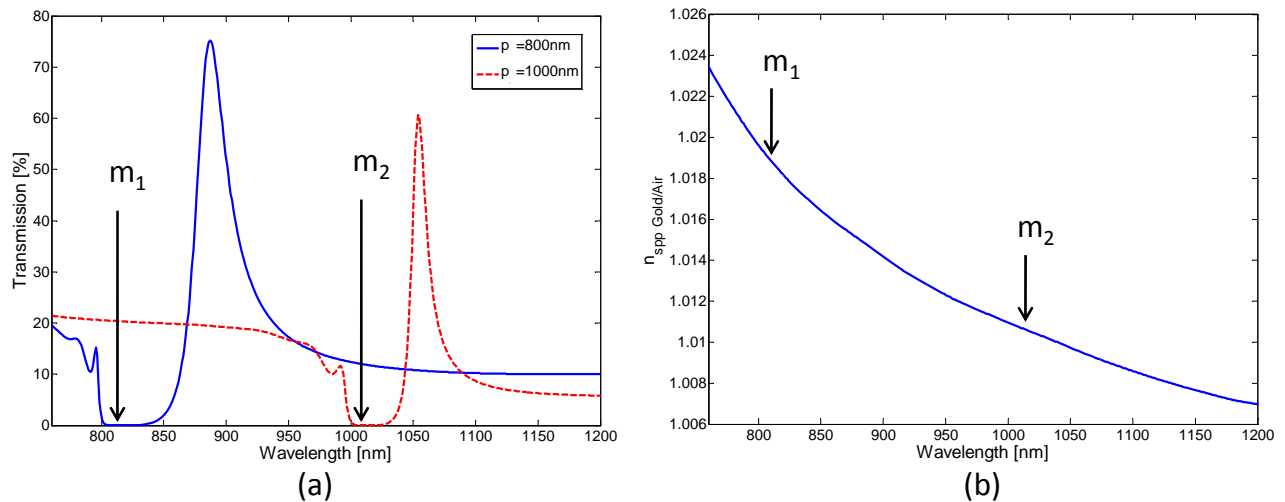 80
70
60
50
40
30
20
10
0
Transmission [%]
800 850 900 950 1000 1050 1100 1150 1200
Wavelength [nm]
p =800nm
p =1000nm
m1
m2
(a)
1.026
1.024
1.022
1.02
1.018
1.016
1.014
1.012
1.01
1.008
1.006
nspp Gold/Air
800 850 900 950 1000 1050 1100 1150 1200
Wavelength [nm]
m1
m2
(b)